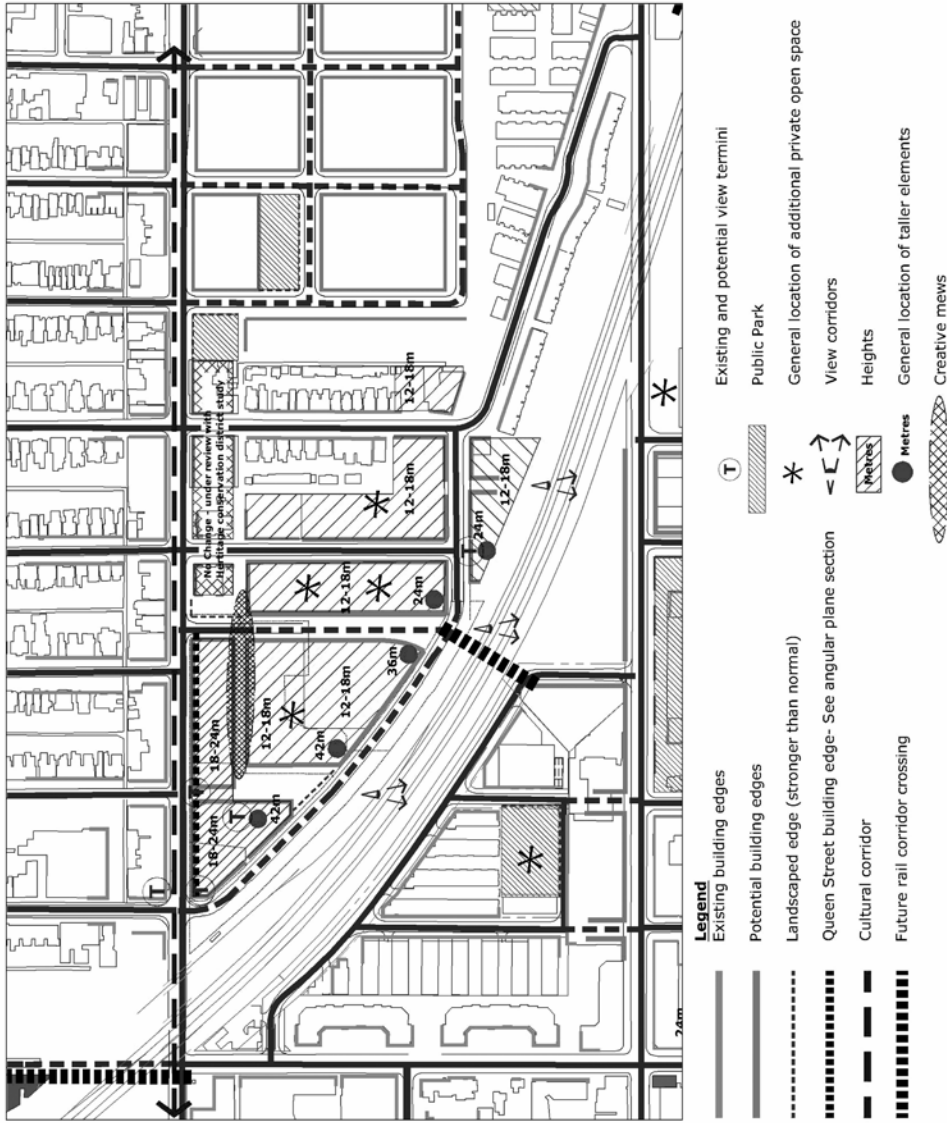 No Change - under review with
Heritage conservation district study
18-24m
18-24m
12-18m
12-18m
12-18m
12-18m
12-18m
12-18m
T
T
T
42m
42m
36m
24m
24m
24m
Legend
Existing building edges
Potential building edges
Landscaped edge (stronger than normal)
Queen Street building edge- See angular plane section
Cultural corridor
Future rail corridor crossing
T
Existing and potential view termini
Public Park
General location of additional private open space
View corridors
Metres
Heights
Metres
General location of taller elements
Creative mews